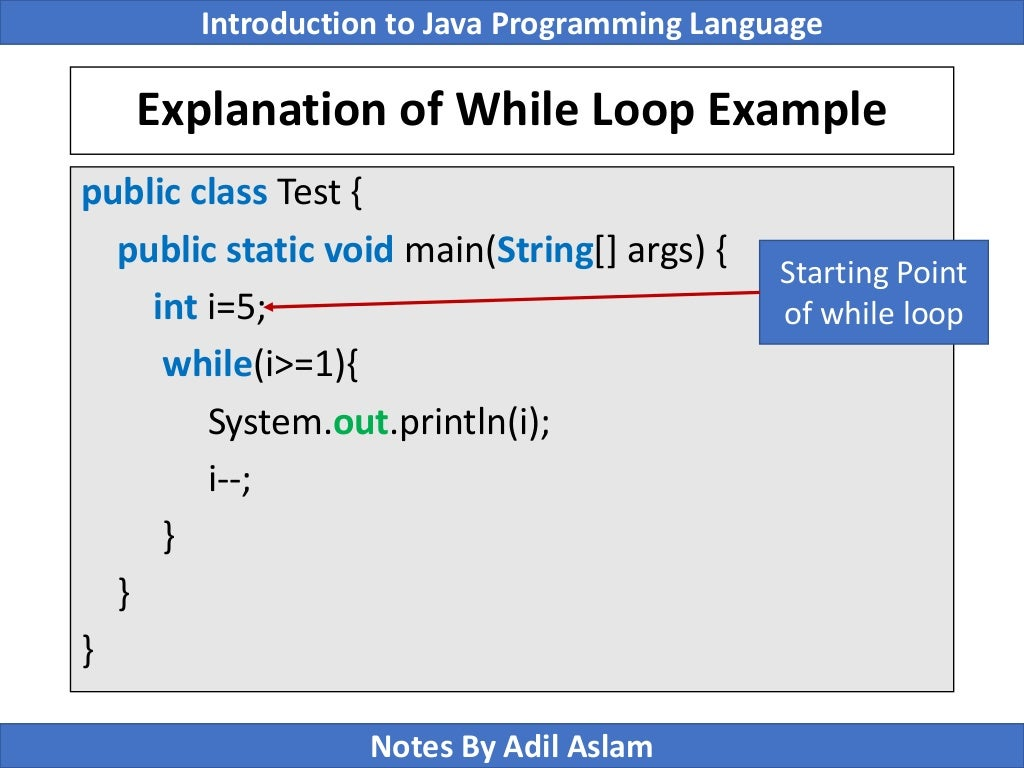 Introduction to Java Programming Language
Explanation of While Loop Example
public class Test {
public static void main(String[] args) {
int i=5;
Starting Point
of while loop
while(i>=1){
System.out.println(i);
i--;
}
}
}
Notes By Adil Aslam